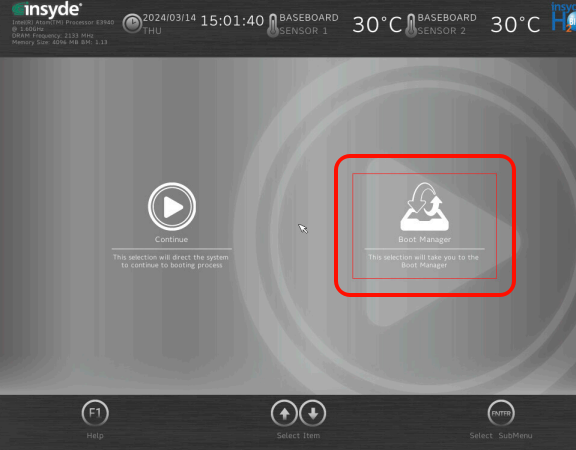 insyde
Intel(R) Atom(TM) Processor E3940
@ 1.60GHz
DRAM Frequency: 2133 MHz
Memory Size: 4096 MB BM: 1.13
2024/03/14
THU
15:01:40
BASEBOARD
SENSOR 1
30°C
BASEBOARD
SENSOR 2
30°C
insyd
H2O
Continue
This selection will direct the system
to continue to booting process
Boot Manager
This selection will take you to the
Boot Manager
F1
Help
Select Item
ENTER
Select SubMenu